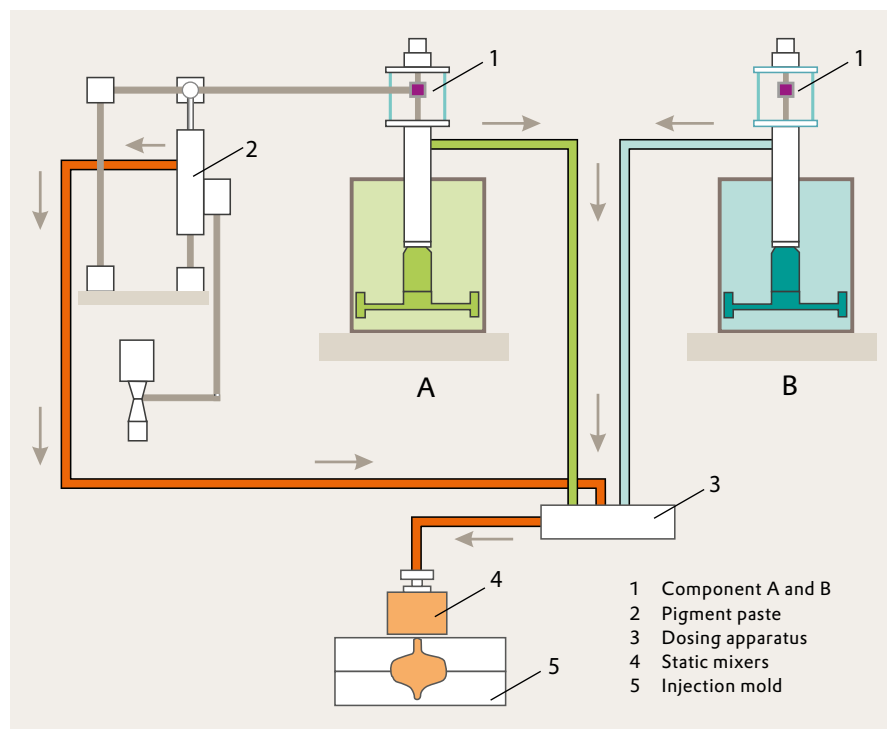 1
1
2
A
B
3
4
5
1 Component A and B
2 Pigment paste
3 Dosing apparatus
4 Static mixers
5 Injection mold